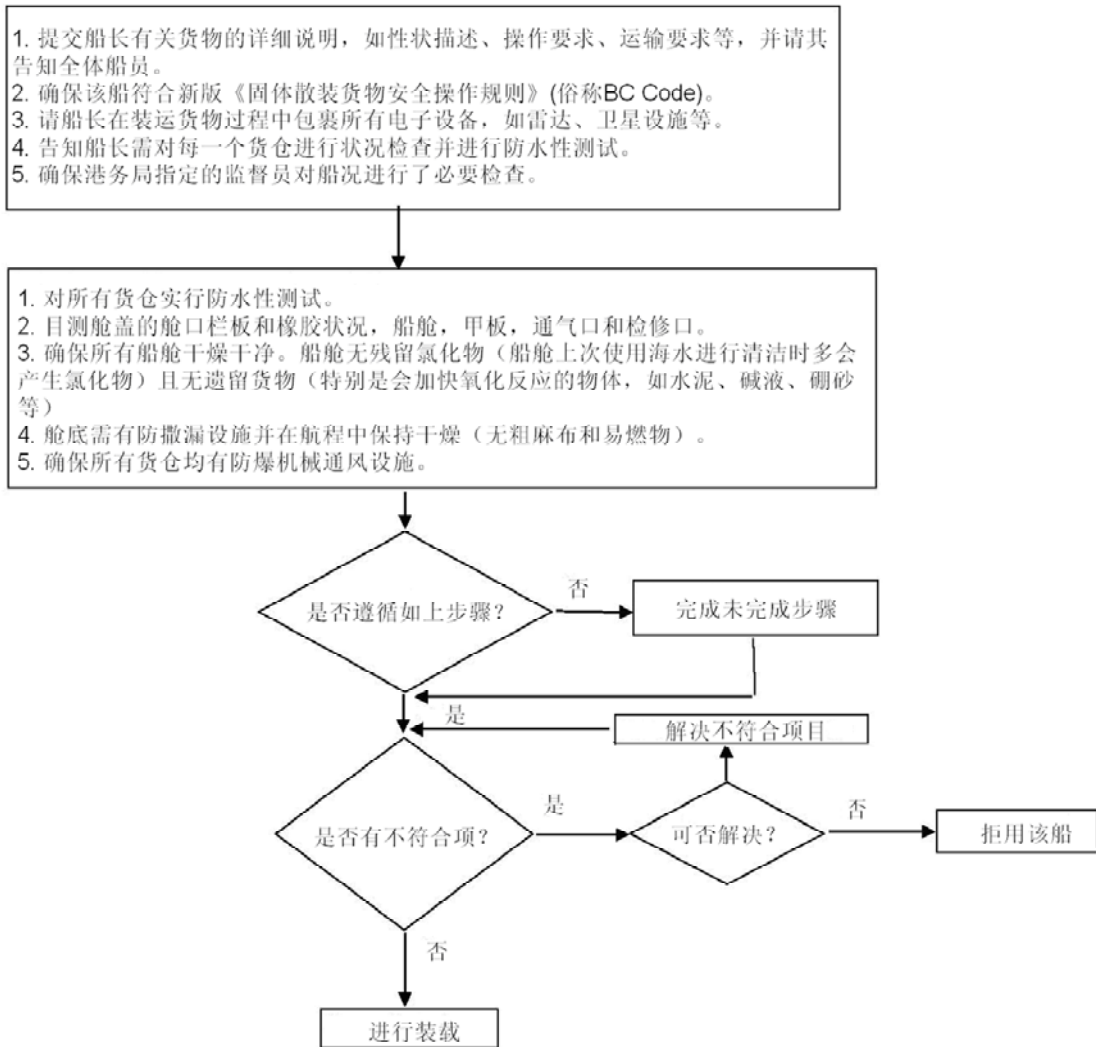 1. 提交船长有关货物的详细说明，如性状描述、操作要求、运输要求等，并请其
告知全体船员。
2. 确保该船符合新版《固体散装货物安全操作规则》(俗称BC Code)。
3. 请船长在装运货物过程中包裹所有电子设备，如雷达、卫星设施等。
4. 告知船长需对每一个货仓进行状况检查并进行防水性测试。
5. 确保港务局指定的监督员对船况进行了必要检查。
1. 对所有货仓实行防水性测试。
2. 目测舱盖的舱口栏板和橡胶状况，船舱，甲板，通气口和检修口。
3. 确保所有船舱干燥干净。船舱无残留氯化物（船舱上次使用海水进行清洁时多会
产生氯化物）且无遗留货物（特别是会加快氧化反应的物体，如水泥、碱液、硼砂
等）
4. 舱底需有防撒漏设施并在航程中保持干燥（无粗麻布和易燃物）。
5. 确保所有货仓均有防爆机械通风设施。
是否遵循如上步骤？
否
完成未完成步骤
是
解决不符合项目
是否有不符合项？
是
可否解决？
否
拒用该船
否
进行装载